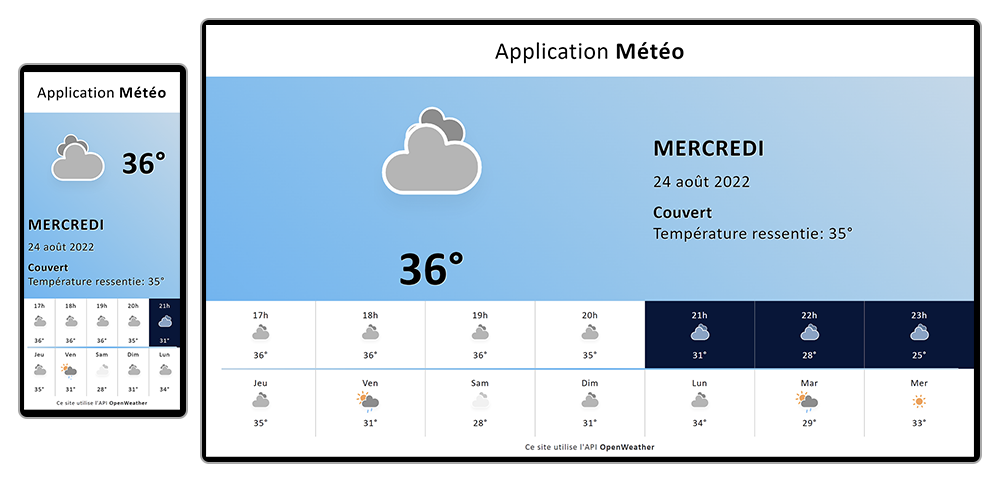 Application Météo
36°
MERCREDI
24 août 2022
Couvert
Température ressentie: 35°
17h 18h 19h 20h 21h
36° 36° 36° 35° 31°
Jeu Ven Sam Dim Lun
35° 31° 28° 31° 34°
Ce site utilise l'API OpenWeather
Application Météo
36°
MERCREDI
24 août 2022
Couvert
Température ressentie: 35°
17h 18h 19h 20h 21h 22h 23h
36° 36° 36° 35° 31° 28° 25°
Jeu Ven Sam Dim Lun Mar Mer
35° 31° 28° 31° 34° 29° 33°
Ce site utilise l'API OpenWeather